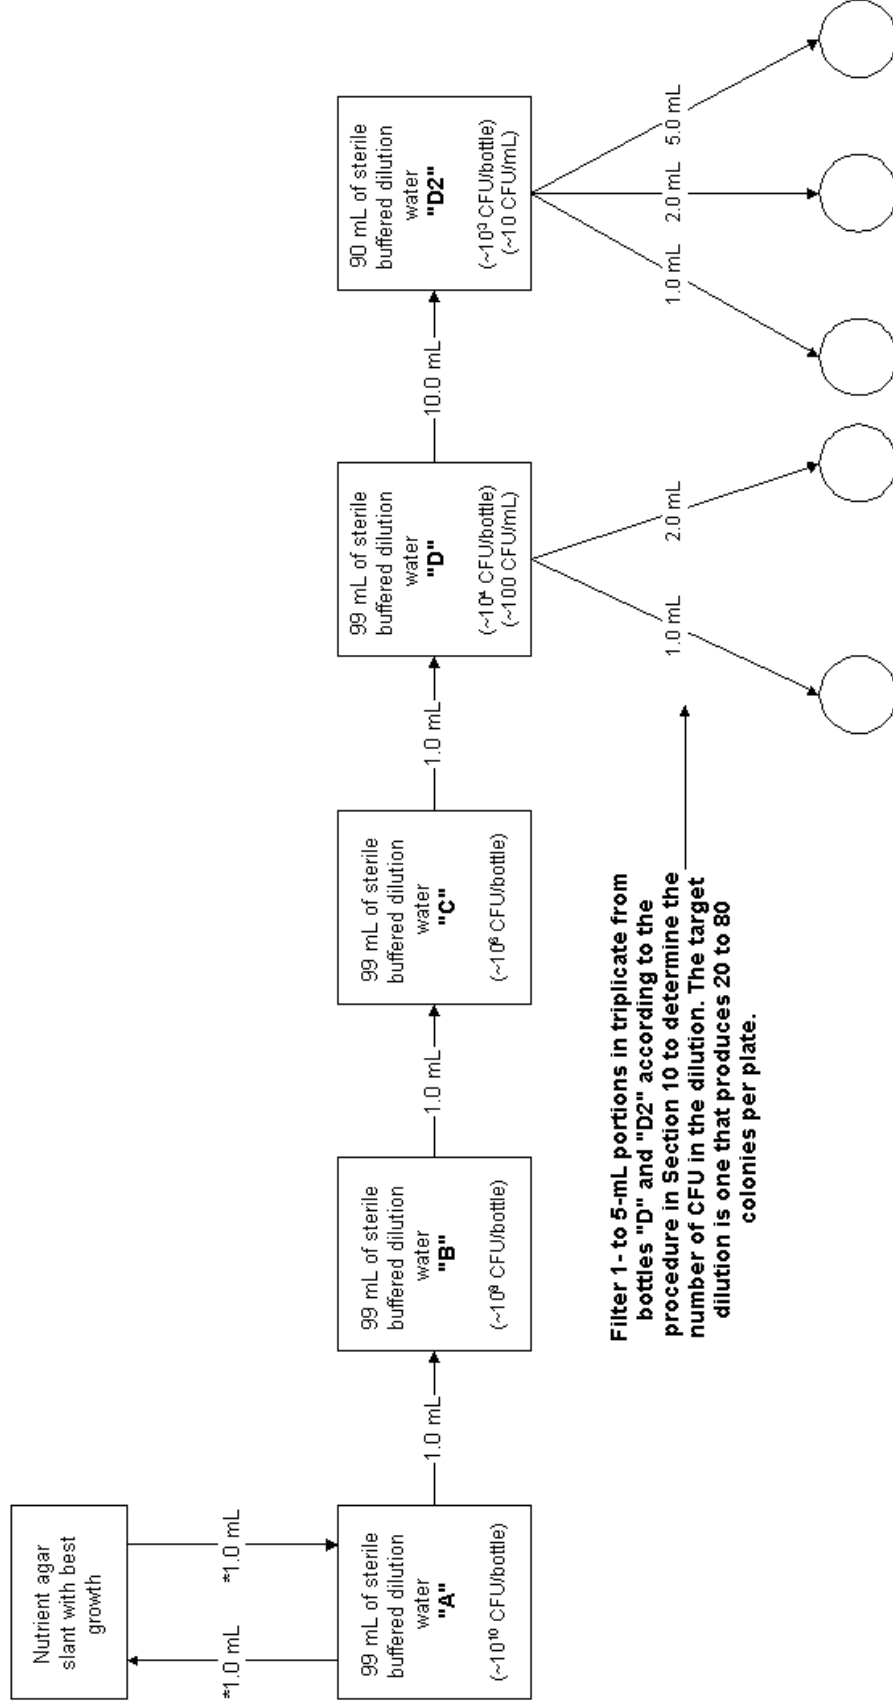 Nutrient agar
slant with best
growth
*1.0 mL
*1.0 mL
99 mL of sterile
buffered dilution
water
"A"
(~10¹⁰ CFU/bottle)
1.0 mL
99 mL of sterile
buffered dilution
water
"B"
(~10⁸ CFU/bottle)
1.0 mL
99 mL of sterile
buffered dilution
water
"C"
(~10⁶ CFU/bottle)
1.0 mL
99 mL of sterile
buffered dilution
water
"D"
(~10⁴ CFU/bottle)
(~100 CFU/mL)
10.0 mL
90 mL of sterile
buffered dilution
water
"D2"
(~10³ CFU/bottle)
(~10 CFU/mL)
Filter 1- to 5-mL portions in triplicate from
bottles "D" and "D2" according to the
procedure in Section 10 to determine the
number of CFU in the dilution. The target
dilution is one that produces 20 to 80
colonies per plate.
1.0 mL
2.0 mL
1.0 mL
2.0 mL
5.0 mL